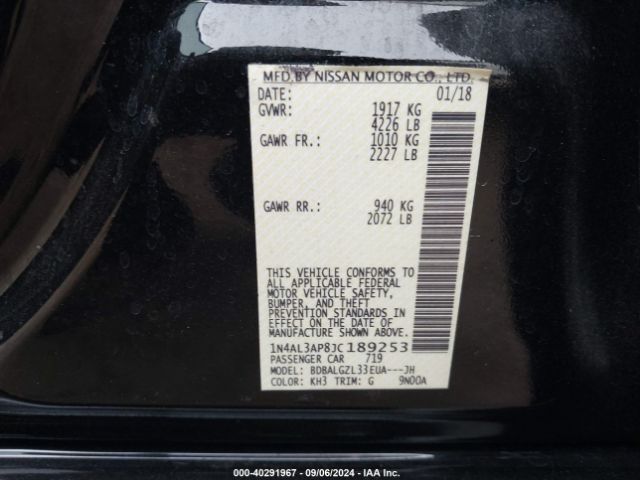 MFD.BY NISSAN MOTOR CO., LTD.
DATE: 01/18
GVWR: 1917 KG
4226 LB
GAWR FR.: 1010 KG
2227 LB
GAWR RR.: 940 KG
2072 LB
THIS VEHICLE CONFORMS TO
ALL APPLICABLE FEDERAL
MOTOR VEHICLE SAFETY,
BUMPER, AND THEFT
PREVENTION STANDARDS IN
EFFECT ON THE DATE OF
MANUFACTURE SHOWN ABOVE.
1N4AL3AP8JC189253
PASSENGER CAR 719
MODEL: BDBALGZL33EUA---JH
COLOR: KH3 TRIM: G 9N00A
000-40291967 - 09/06/2024 - IAA Inc.